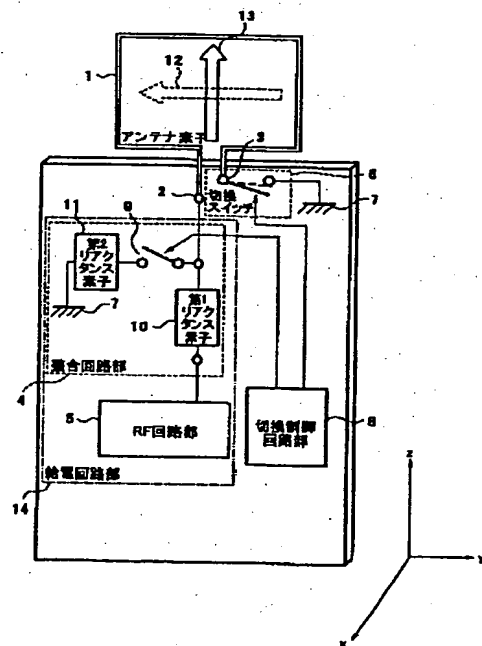 13
1
12
アンテナ素子
3
6
2
切換
スイッチ
7
11
9
第2
リアク
タンス
素子
7
第1
リアク
タンス
素子
10
整合回路部
4
5
RF回路部
切換制御
回路部
8
給電回路部
14
Z
Y
X